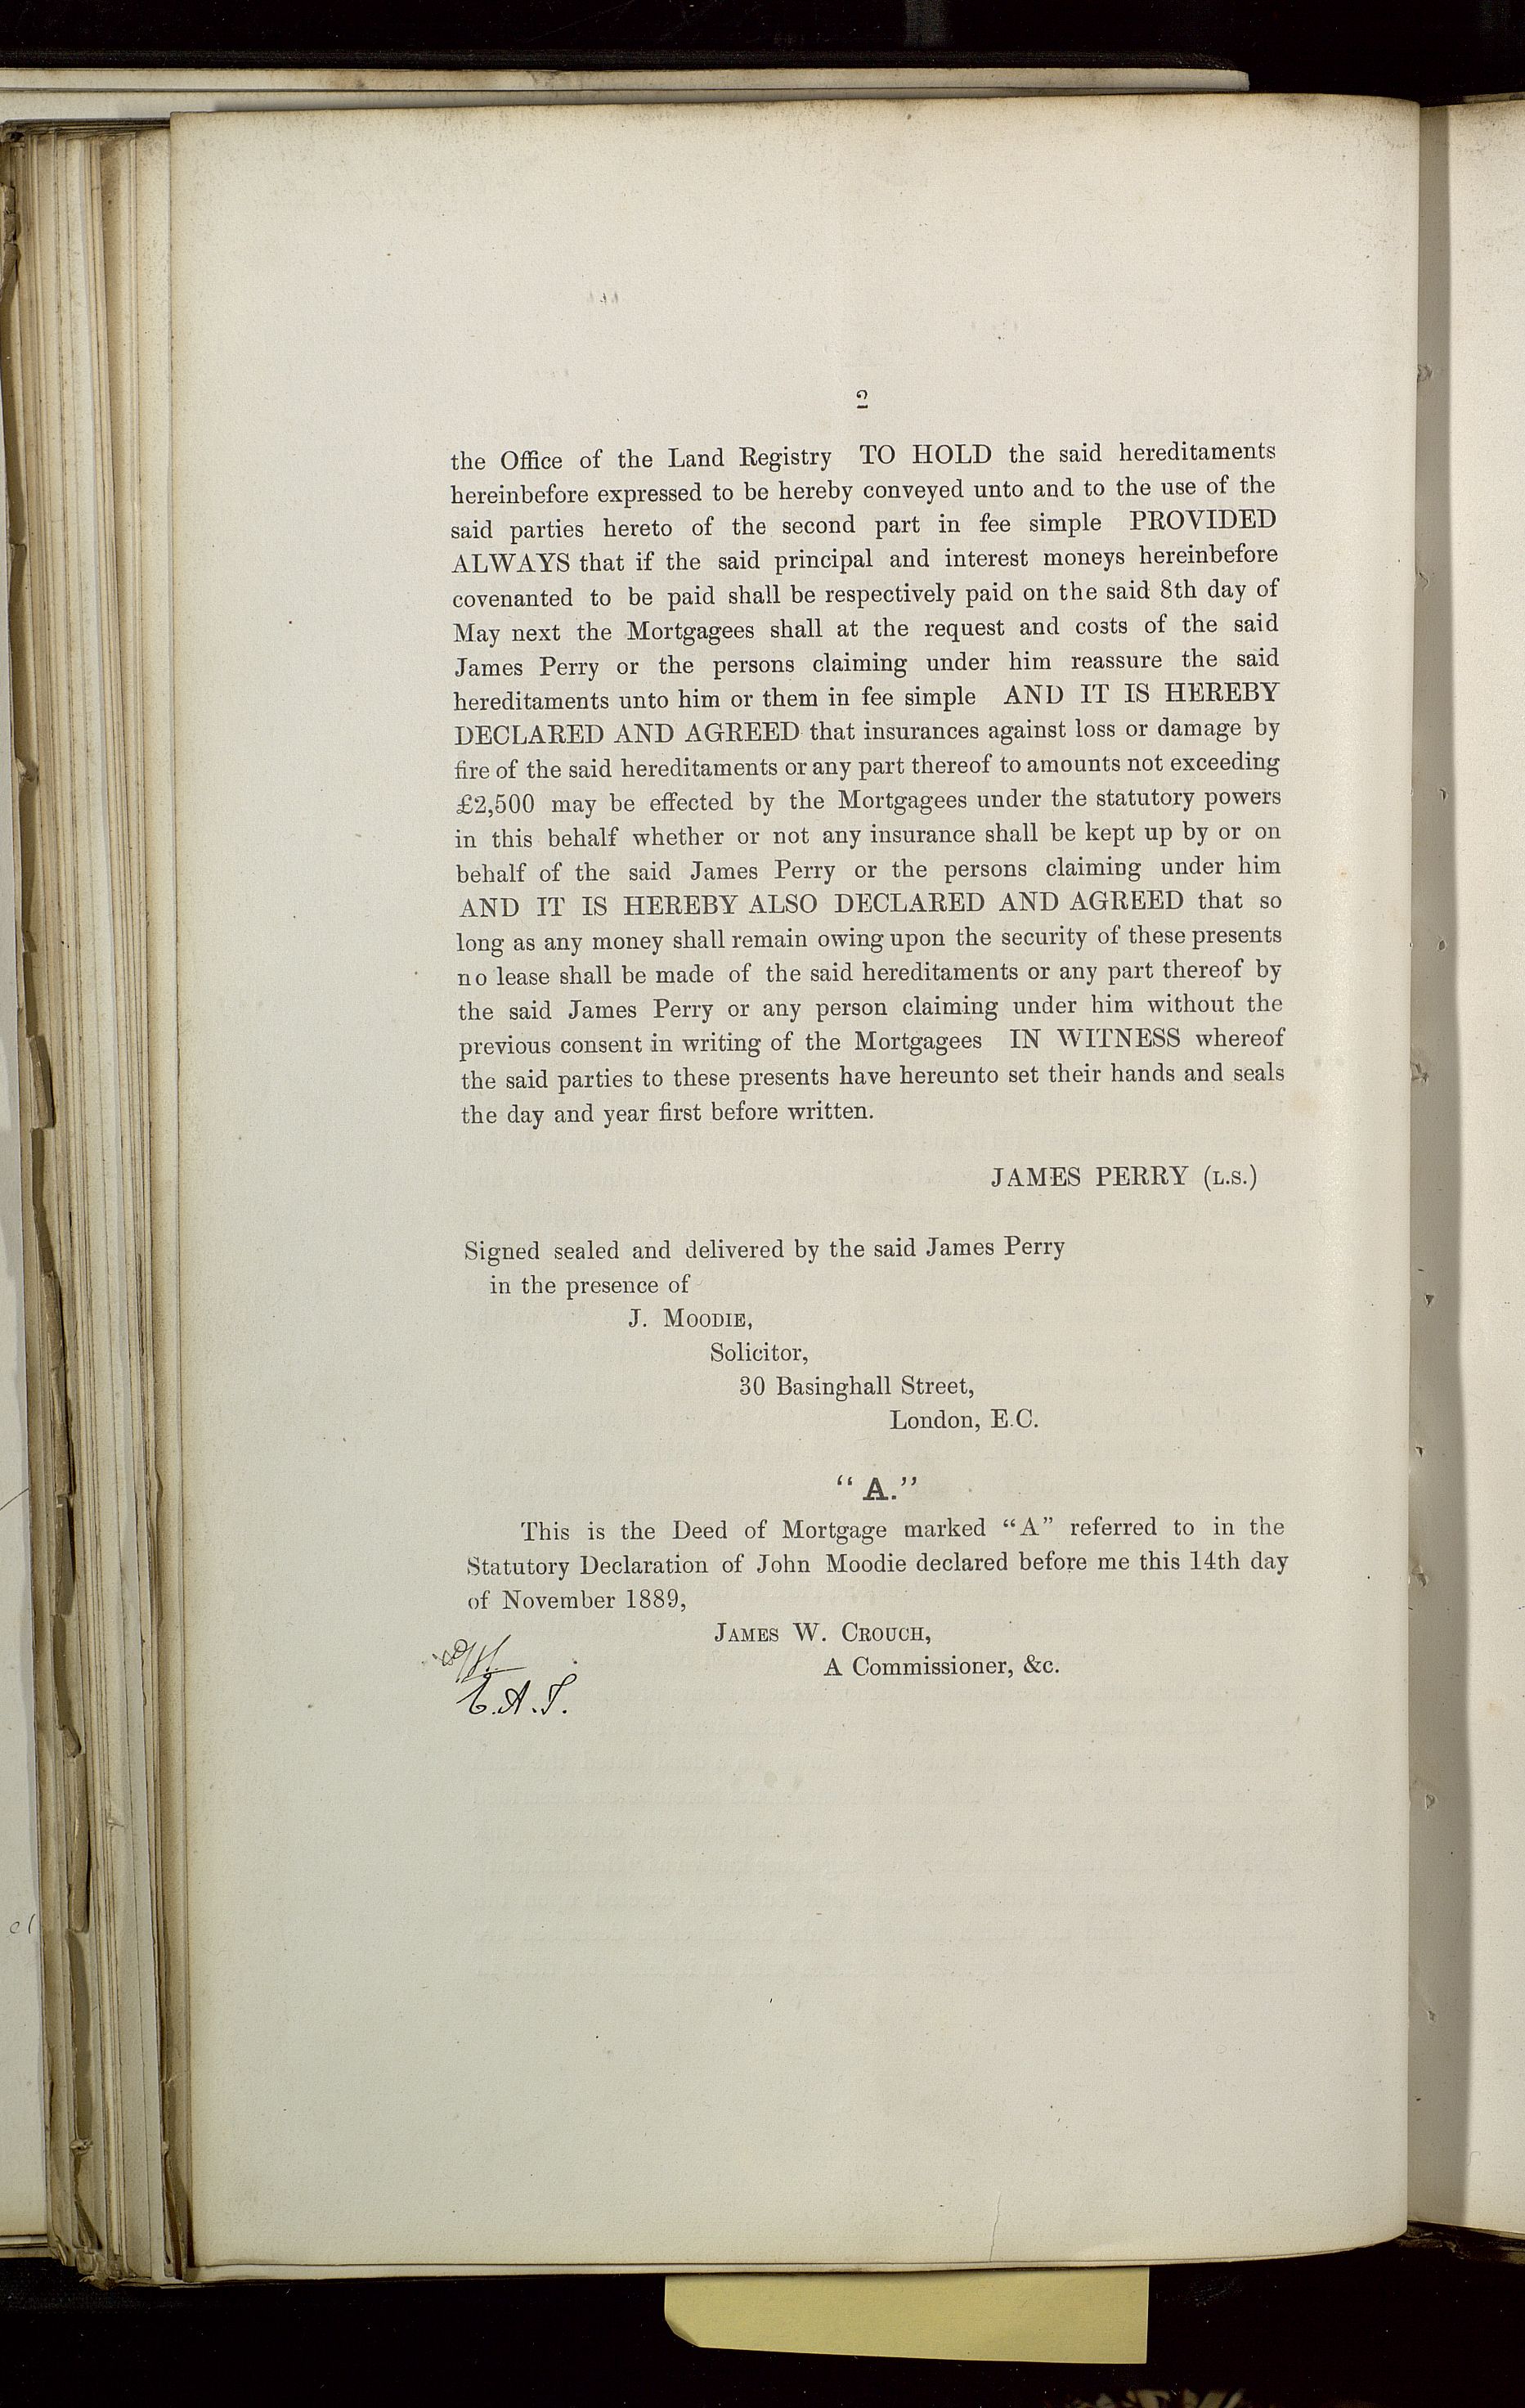 2
the Office of the Land Registry TO HOLD the said hereditaments
hereinbefore expressed to be hereby conveyed unto and to the use of the
said parties hereto of the second part in fee simple PROVIDED
ALWAYS that if the said principal and interest moneys hereinbefore
covenanted to be paid shall be respectively paid on the said 8th day of
May next the Mortgagees shall at the request and costs of the said
James Perry or the persons claiming under him reassure the said
hereditaments unto him or them in fee simple AND IT IS HEREBY
DECLARED AND AGREED that insurances against loss or damage by
fire of the said hereditaments or any part thereof to amounts not exceeding
£2,500 may be effected by the Mortgagees under the statutory powers
in this behalf whether or not any insurance shall be kept up by or on
behalf of the said James Perry or the persons claiming under him
AND IT IS HEREBY ALSO DECLARED AND AGREED that so
long as any money shall remain owing upon the security of these presents
no lease shall be made of the said hereditaments or any part thereof by
the said James Perry or any person claiming under him without the
previous consent in writing of the Mortgagees IN WITNESS whereof
the said parties to these presents have hereunto set their hands and seals
the day and year first before written.
JAMES PERRY (L.S.)
Signed sealed and delivered by the said James Perry
in the presence of
J. MOODIE,
Solicitor,
30 Basinghall Street,
London, E.C.
“A.”
This is the Deed of Mortgage marked “A” referred to in the
Statutory Declaration of John Moodie declared before me this 14th day
of November 1889,
JAMES W. CROUCH,
A Commissioner, &c.